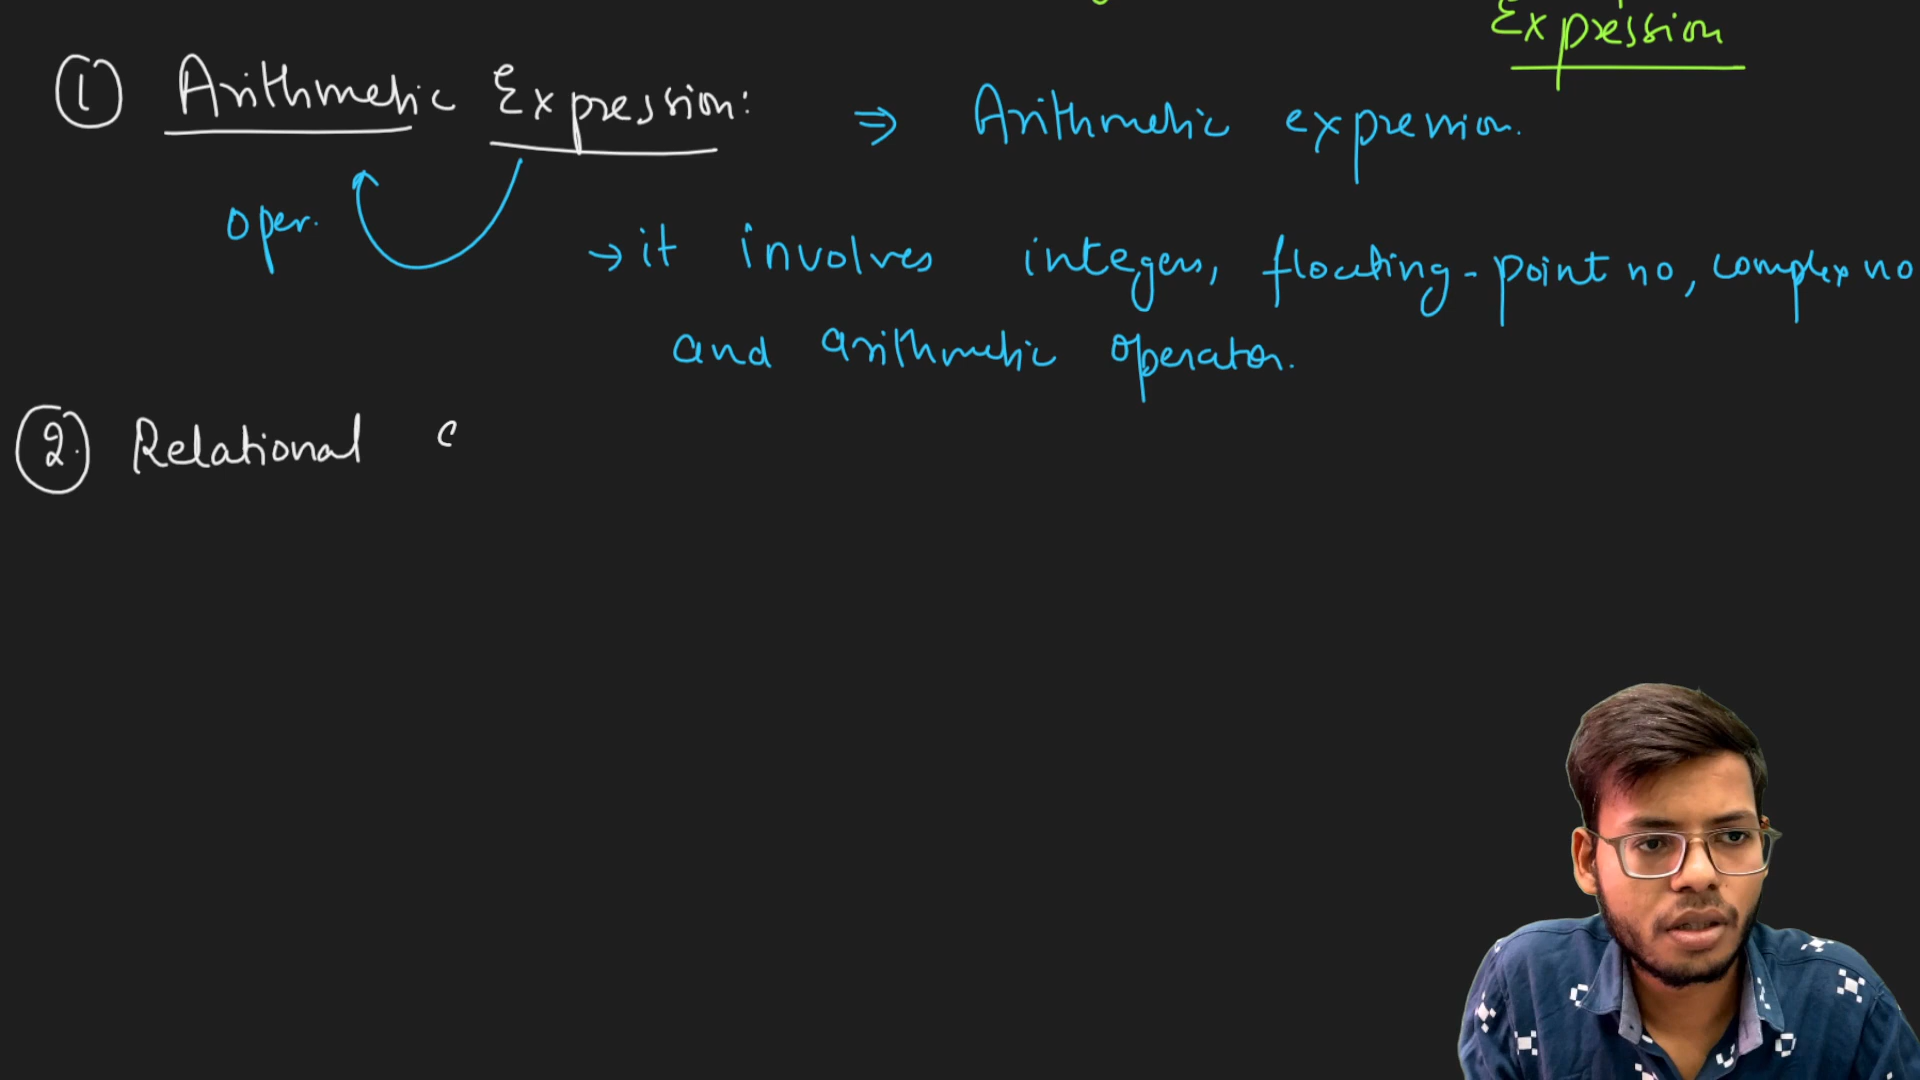 Expression
① Arithmetic Expression: ⇒ Arithmetic expression.
oper.
→ it involves integers, floating-point no, complex no
and arithmetic operator.
②. Relational